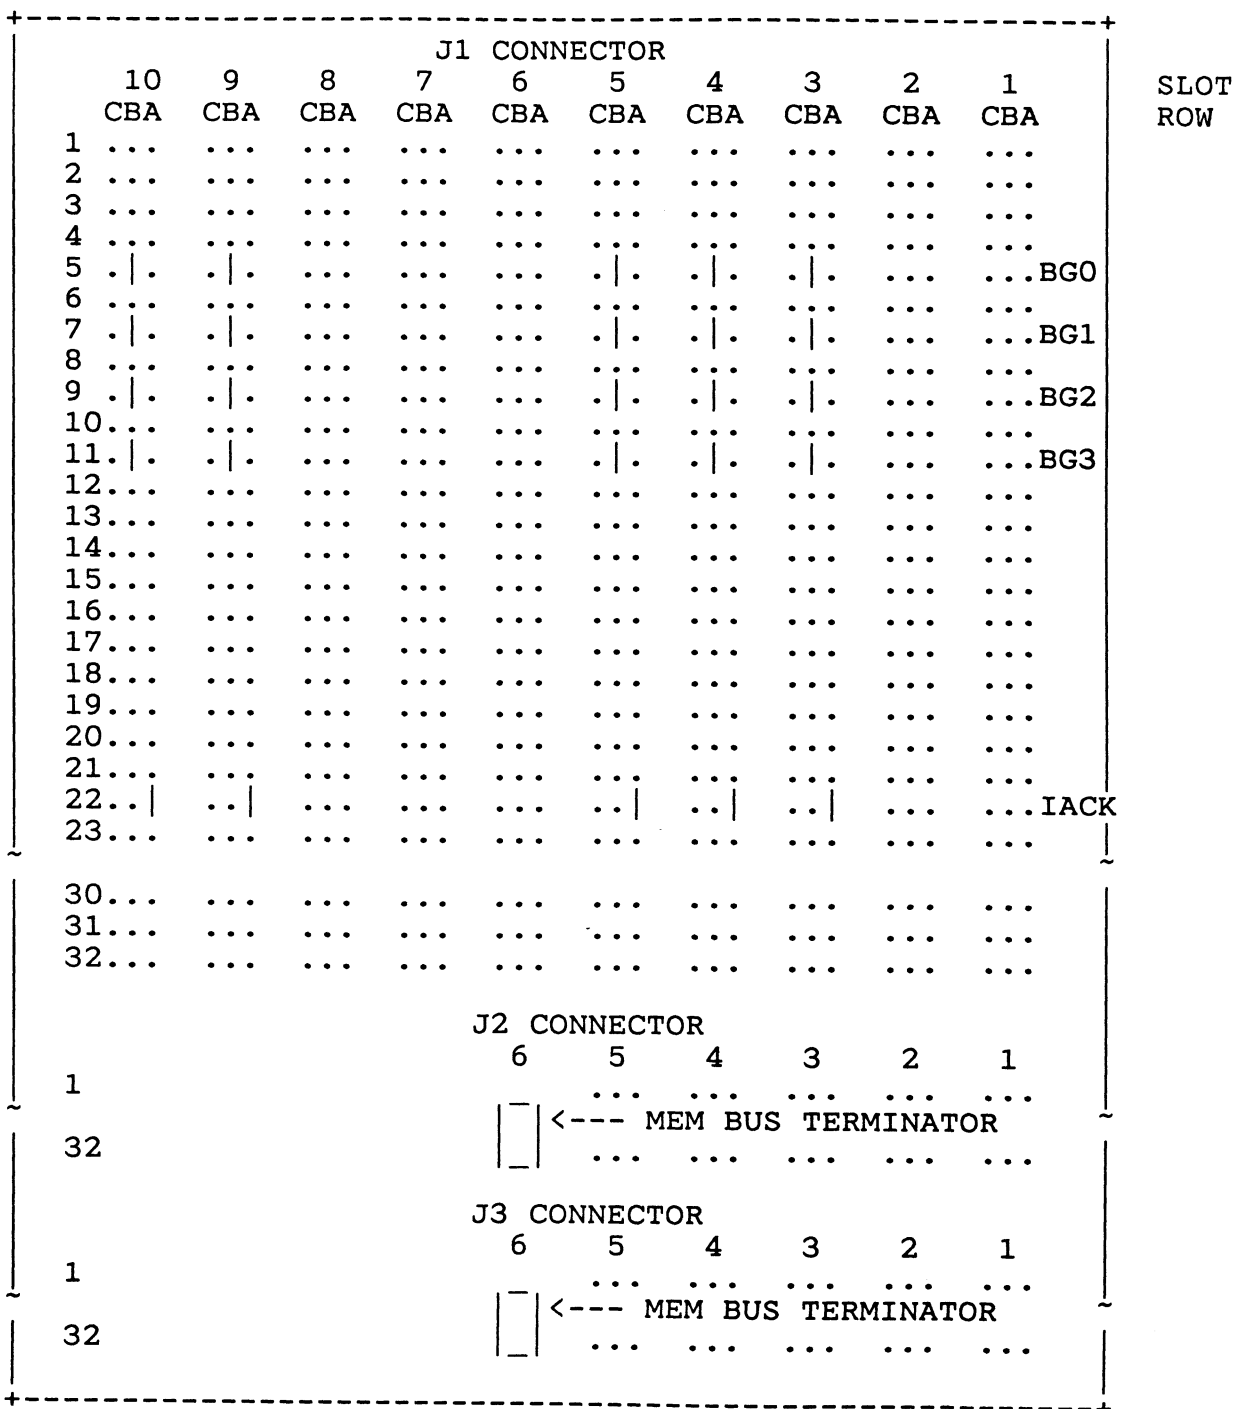 +---------------------------------------------------------------+
J1 CONNECTOR
10 9 8 7 6 5 4 3 2 1 SLOT
CBA CBA CBA CBA CBA CBA CBA CBA CBA CBA ROW
1 ... ... ... ... ... ... ... ... ... ...
2 ... ... ... ... ... ... ... ... ... ...
3 ... ... ... ... ... ... ... ... ... ...
4 ... ... ... ... ... ... ... ... ... ...
5 .|. .|. ... ... ... .|. .|. .|. ... ...BG0
6 ... ... ... ... ... ... ... ... ... ...
7 .|. .|. ... ... ... .|. .|. .|. ... ...BG1
8 ... ... ... ... ... ... ... ... ... ...
9 .|. .|. ... ... ... .|. .|. .|. ... ...BG2
10... ... ... ... ... ... ... ... ... ...
11.|. .|. ... ... ... .|. .|. .|. ... ...BG3
12... ... ... ... ... ... ... ... ... ...
13... ... ... ... ... ... ... ... ... ...
14... ... ... ... ... ... ... ... ... ...
15... ... ... ... ... ... ... ... ... ...
16... ... ... ... ... ... ... ... ... ...
17... ... ... ... ... ... ... ... ... ...
18... ... ... ... ... ... ... ... ... ...
19... ... ... ... ... ... ... ... ... ...
20... ... ... ... ... ... ... ... ... ...
21... ... ... ... ... ... ... ... ... ...
22..| ..| ... ... ... ..| ..| ..| ... ...IACK
23... ... ... ... ... ... ... ... ... ...
30... ... ... ... ... ... ... ... ... ...
31... ... ... ... ... ... ... ... ... ...
32... ... ... ... ... ... ... ... ... ...
J2 CONNECTOR
6 5 4 3 2 1
1 ... ... ... ... ...
<--- MEM BUS TERMINATOR
32 ... ... ... ... ...
J3 CONNECTOR
6 5 4 3 2 1
1 ... ... ... ... ...
<--- MEM BUS TERMINATOR
32 ... ... ... ... ...
+---------------------------------------------------------------+